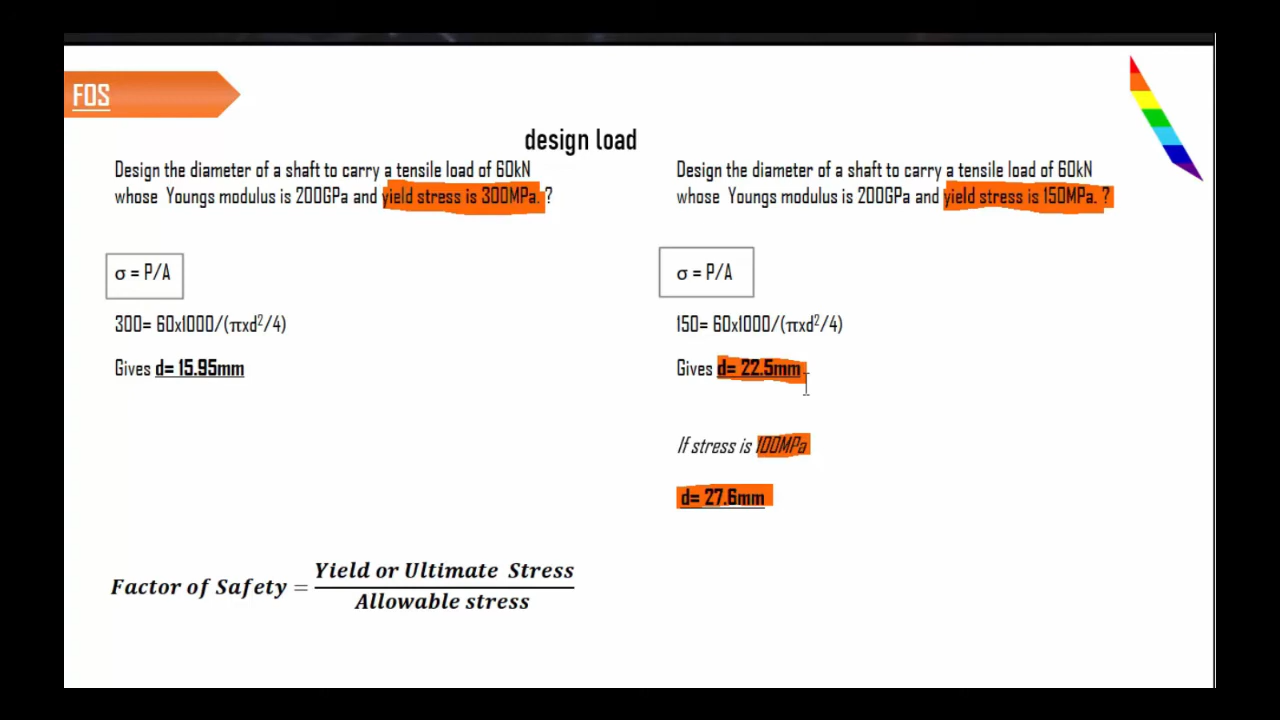 FOS
design load
Design the diameter of a shaft to carry a tensile load of 60kN
whose Youngs modulus is 200GPa and yield stress is 300MPa. ?
σ = P/A
300= 60x1000/(πxd²/4)
Gives d= 15.95mm
Design the diameter of a shaft to carry a tensile load of 60kN
whose Youngs modulus is 200GPa and yield stress is 150MPa. ?
σ = P/A
150= 60x1000/(πxd²/4)
Gives d= 22.5mm
If stress is 100MPa
d= 27.6mm
Factor of Safety = Yield or Ultimate Stress
Allowable stress